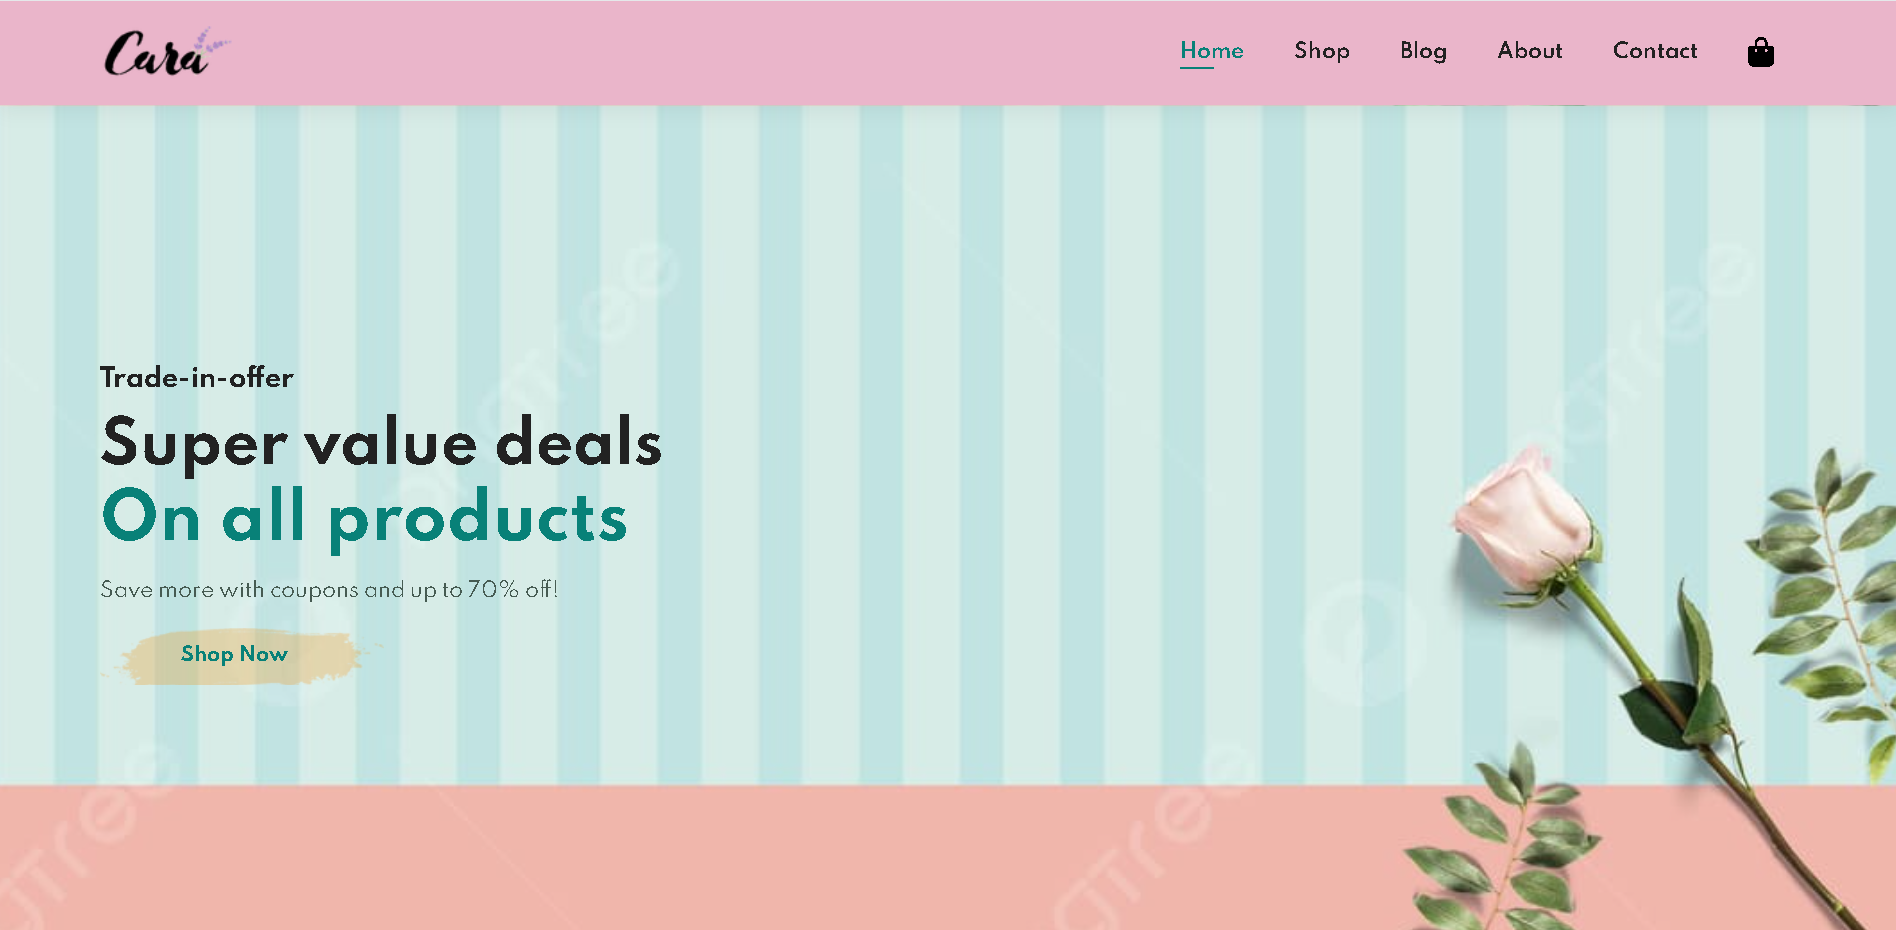 Cara
Home Shop Blog About Contact
Trade-in-offer
Super value deals
On all products
Save more with coupons and up to 70% off!
Shop Now